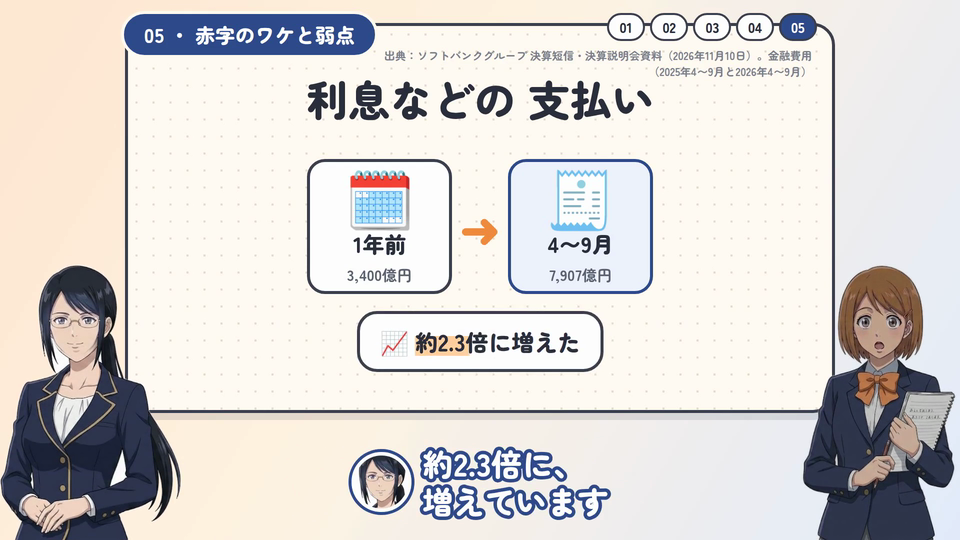 05 ・ 赤字のワケと弱点
01 02 03 04 05
出典：ソフトバンクグループ 決算短信・決算説明会資料（2026年11月10日）。金融費用
（2025年4〜9月と2026年4〜9月）
利息などの 支払い
1年前
3,400億円
4〜9月
7,907億円
約2.3倍に増えた
約2.3倍に、
増えています